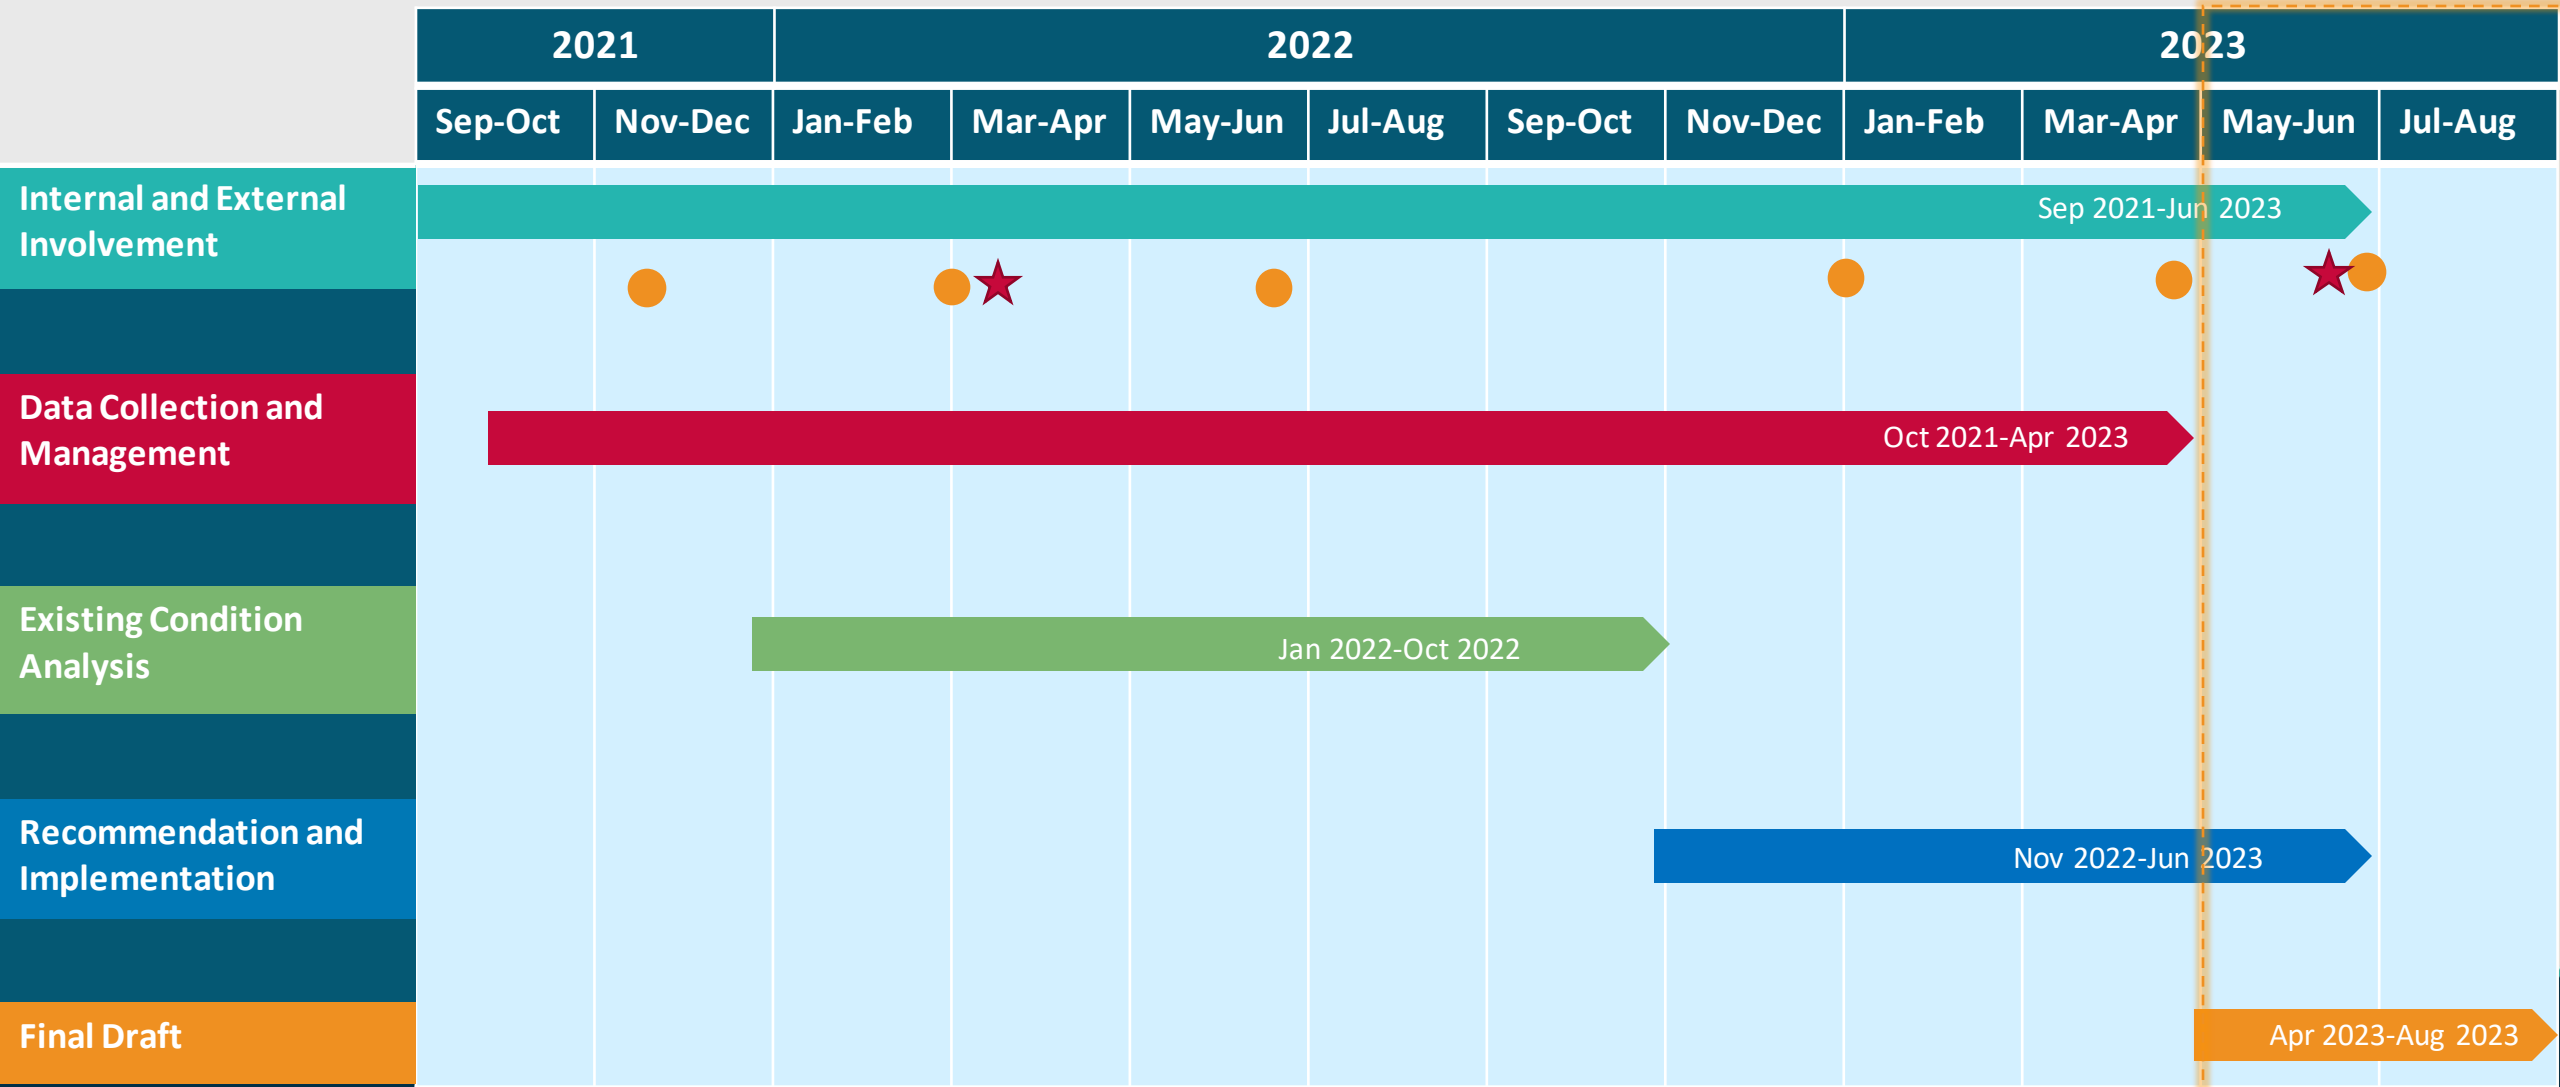 2021
2022
2023
Sep-Oct
Nov-Dec
Jan-Feb
Mar-Apr
May-Jun
Jul-Aug
Sep-Oct
Nov-Dec
Jan-Feb
Mar-Apr
May-Jun
Jul-Aug
Internal and External
Involvement
Sep 2021-Jun 2023
Data Collection and
Management
Oct 2021-Apr 2023
Existing Condition
Analysis
Jan 2022-Oct 2022
Recommendation and
Implementation
Nov 2022-Jun 2023
Final Draft
Apr 2023-Aug 2023